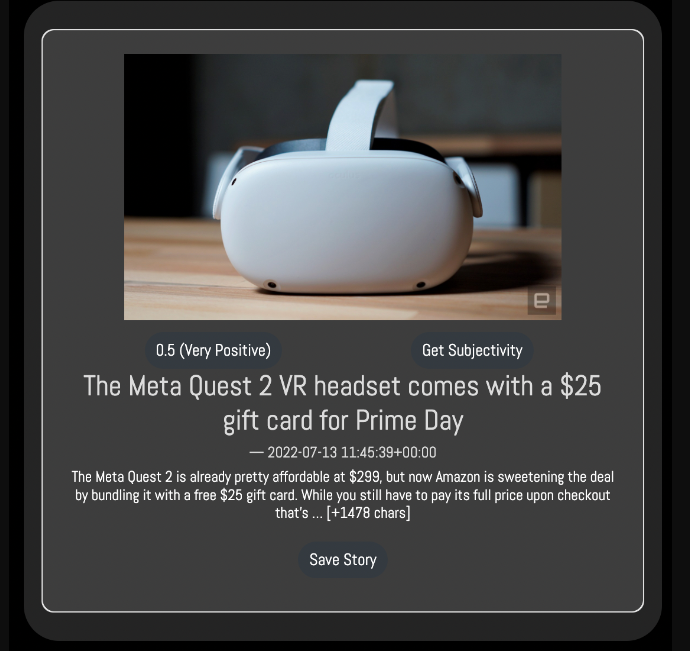 0.5 (Very Positive)
Get Subjectivity
The Meta Quest 2 VR headset comes with a $25
gift card for Prime Day
— 2022-07-13 11:45:39+00:00
The Meta Quest 2 is already pretty affordable at $299, but now Amazon is sweetening the deal
by bundling it with a free $25 gift card. While you still have to pay its full price upon checkout
that's ... [+1478 chars]
Save Story